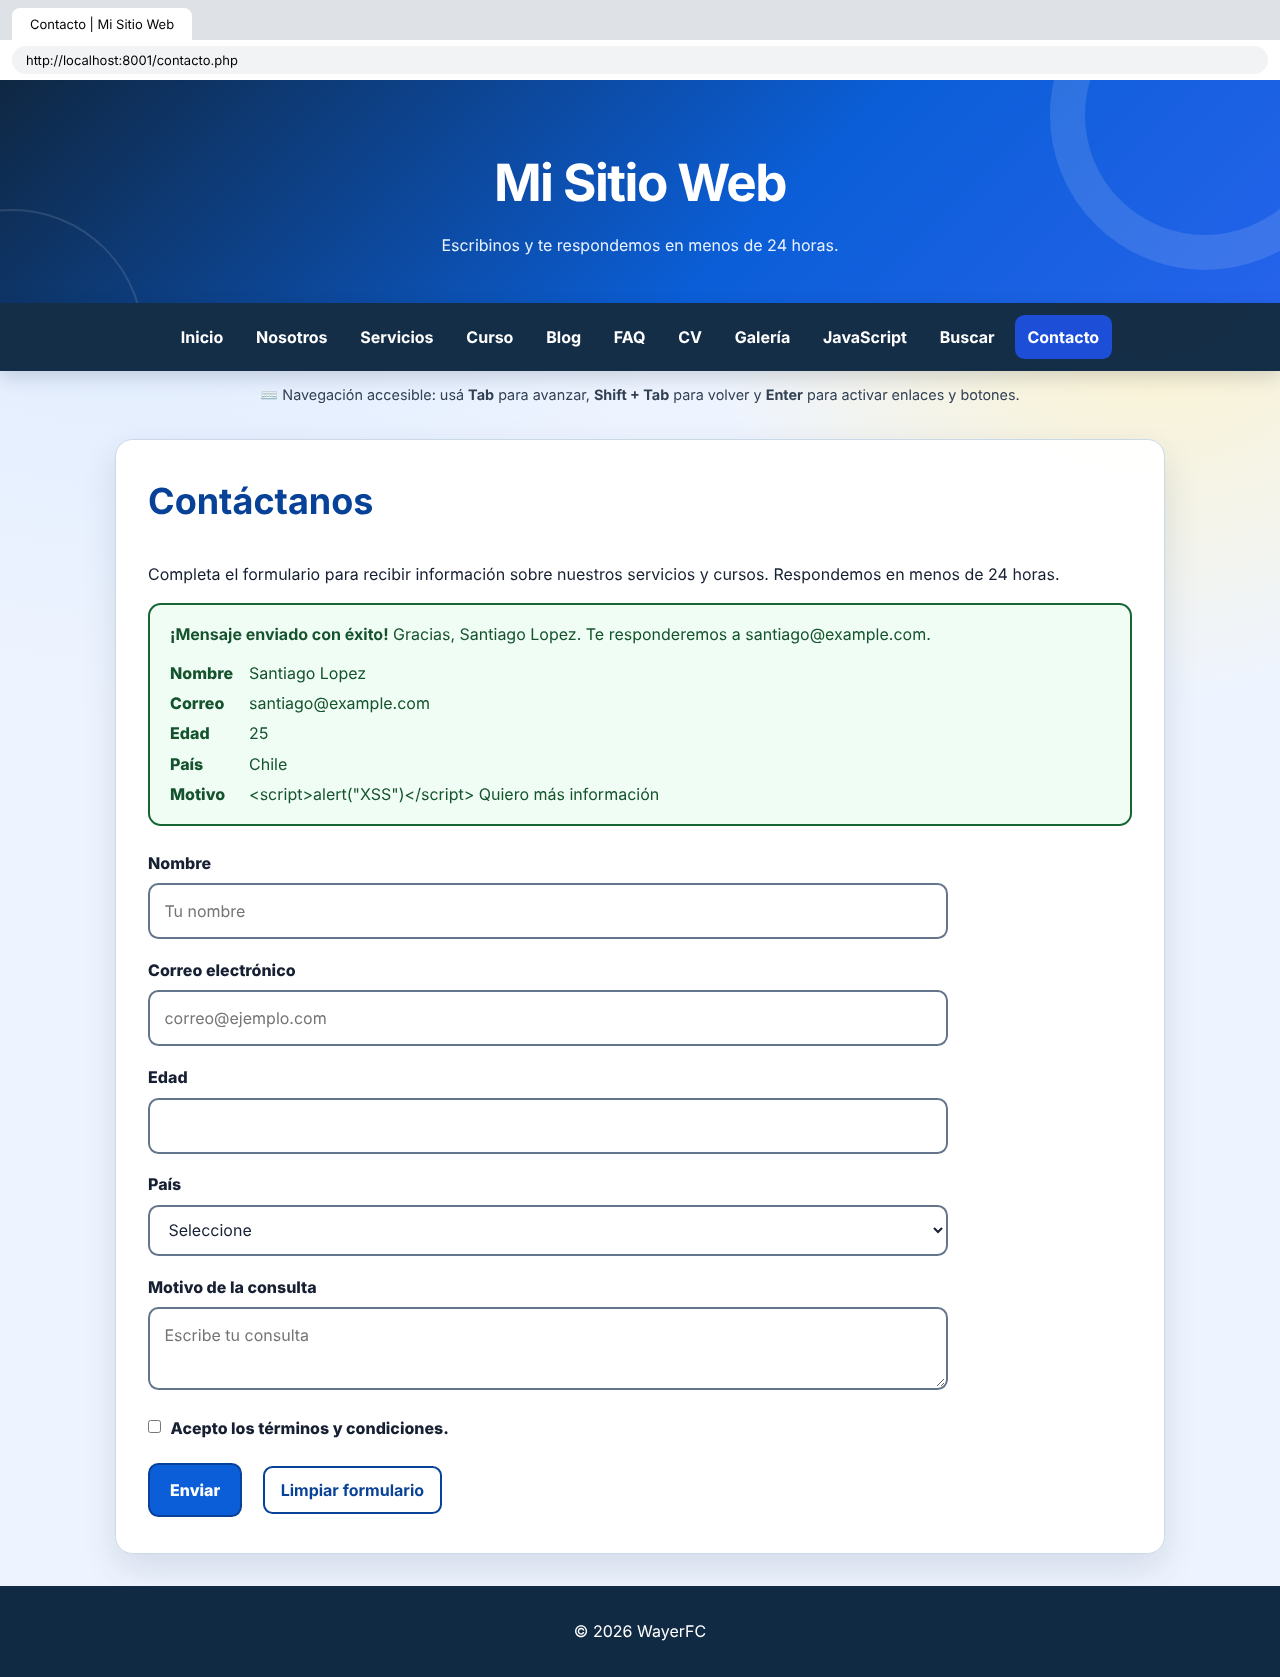 Contacto | Mi Sitio Web
http://localhost:8001/contacto.php
Mi Sitio Web
Escribinos y te respondemos en menos de 24 horas.
Inicio Nosotros Servicios Curso Blog FAQ CV Galería JavaScript Buscar Contacto
⌨️ Navegación accesible: usá Tab para avanzar, Shift + Tab para volver y Enter para activar enlaces y botones.
Contáctanos
Completa el formulario para recibir información sobre nuestros servicios y cursos. Respondemos en menos de 24 horas.
¡Mensaje enviado con éxito! Gracias, Santiago Lopez. Te responderemos a santiago@example.com.
Nombre Santiago Lopez
Correo santiago@example.com
Edad 25
País Chile
Motivo <script>alert("XSS")</script> Quiero más información
Nombre
Tu nombre
Correo electrónico
correo@ejemplo.com
Edad
País
Seleccione
Motivo de la consulta
Escribe tu consulta
Acepto los términos y condiciones.
Enviar Limpiar formulario
© 2026 WayerFC